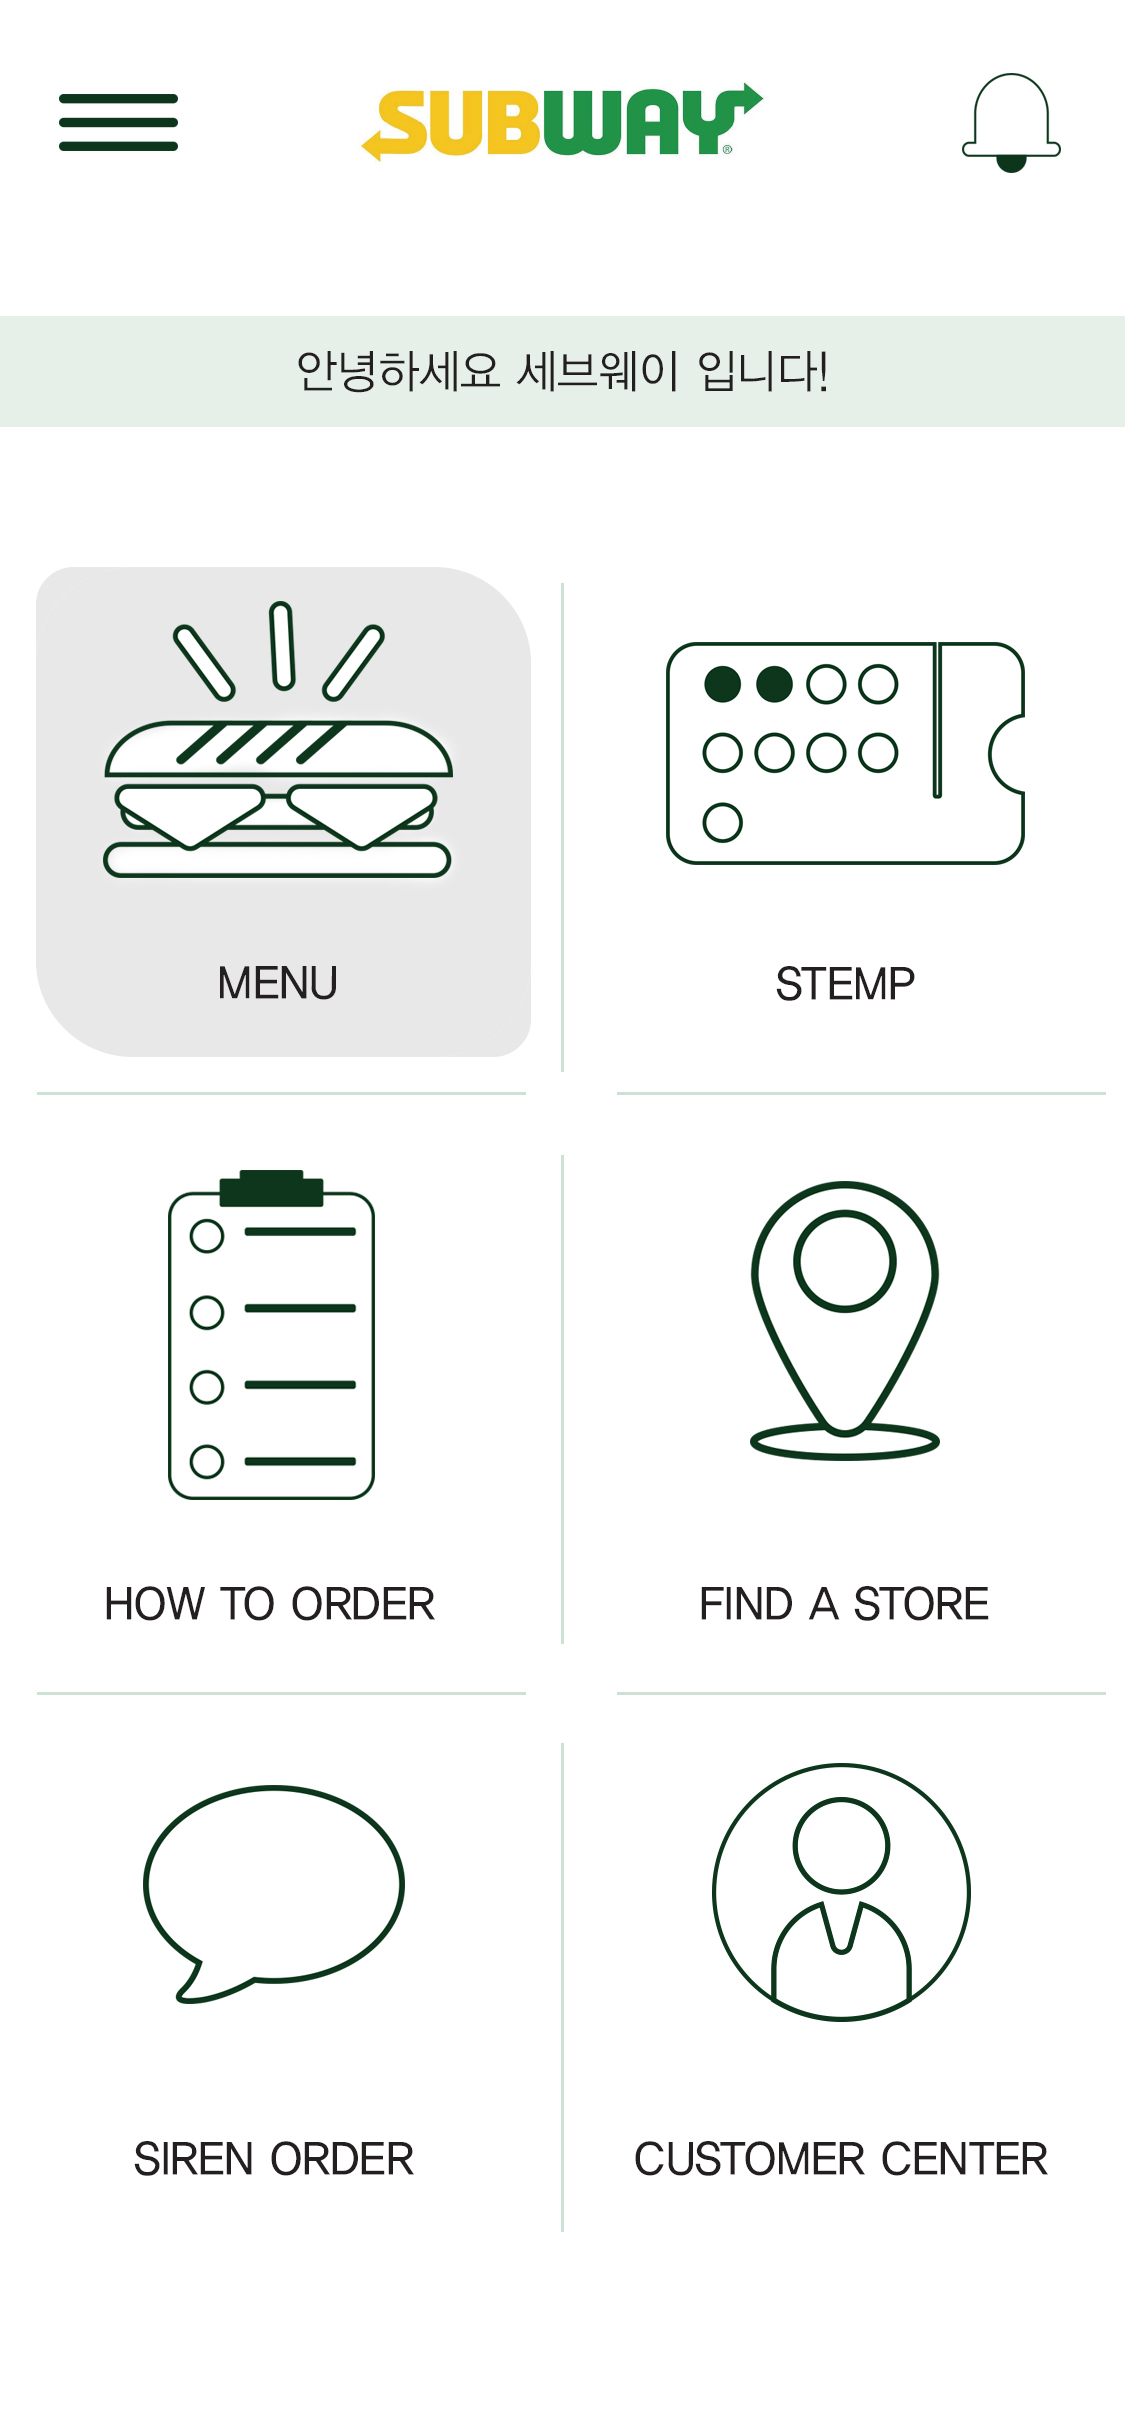 SUBWAY®
안녕하세요 세브웨이 입니다!
MENU
STEMP
HOW TO ORDER
FIND A STORE
SIREN ORDER
CUSTOMER CENTER